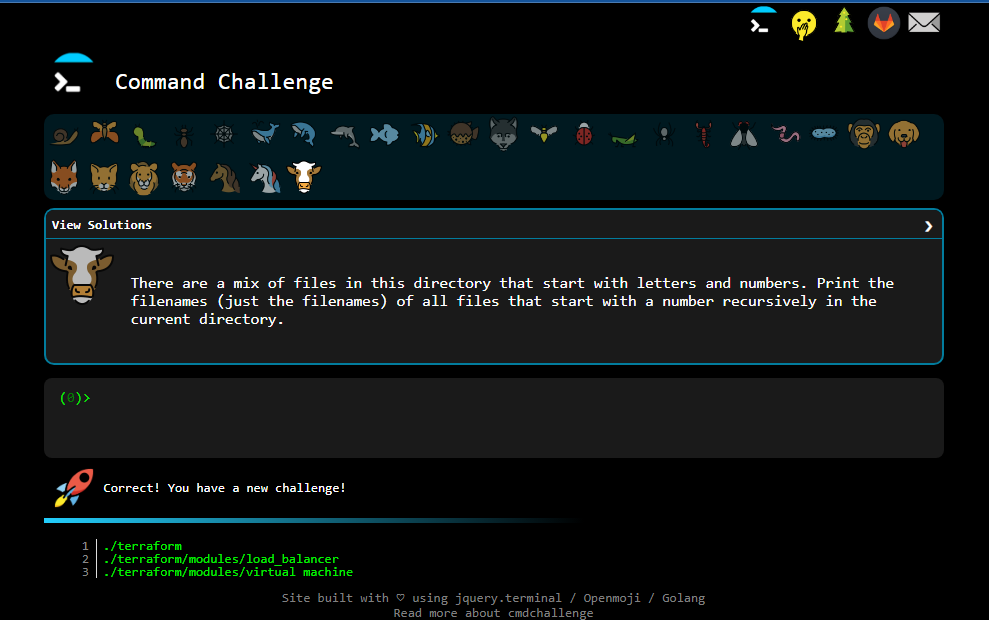 Command Challenge
View Solutions ❯
There are a mix of files in this directory that start with letters and numbers. Print the
filenames (just the filenames) of all files that start with a number recursively in the
current directory.
(0)>
Correct! You have a new challenge!
1 ./terraform
2 ./terraform/modules/load_balancer
3 ./terraform/modules/virtual machine
Site built with ♡ using jquery.terminal / Openmoji / Golang
Read more about cmdchallenge